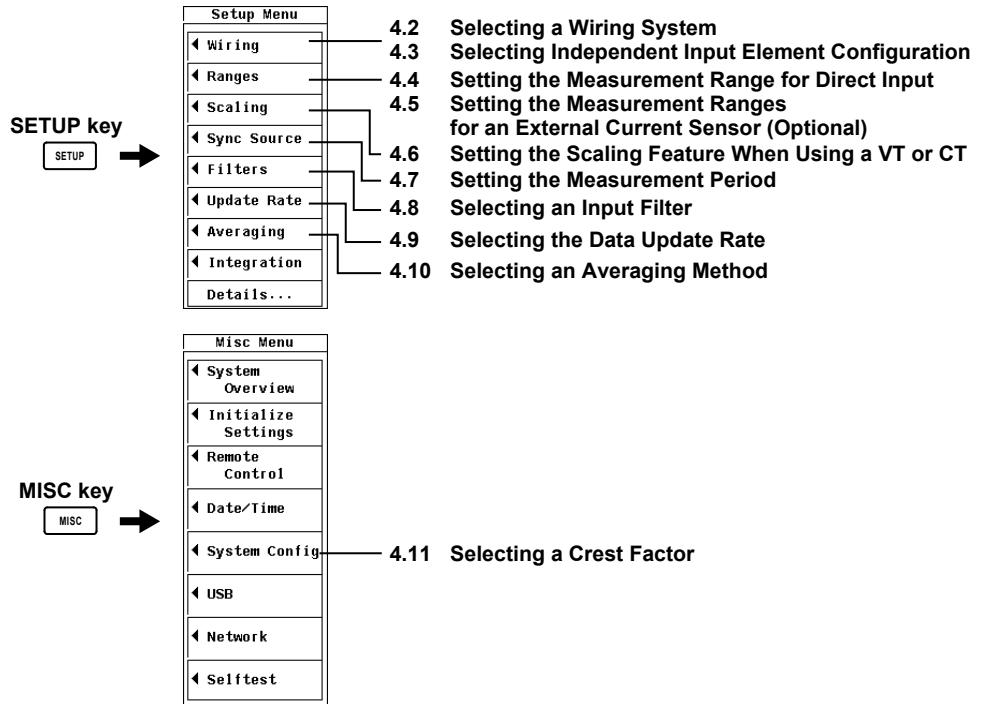 Setup Menu
Wiring
Ranges
Scaling
Sync Source
Filters
Update Rate
Averaging
Integration
Details...
SETUP key
SETUP
4.2 Selecting a Wiring System
4.3 Selecting Independent Input Element Configuration
4.4 Setting the Measurement Range for Direct Input
4.5 Setting the Measurement Ranges
for an External Current Sensor (Optional)
4.6 Setting the Scaling Feature When Using a VT or CT
4.7 Setting the Measurement Period
4.8 Selecting an Input Filter
4.9 Selecting the Data Update Rate
4.10 Selecting an Averaging Method
Misc Menu
System
Overview
Initialize
Settings
Remote
Control
Date/Time
System Config
USB
Network
Selftest
MISC key
MISC
4.11 Selecting a Crest Factor